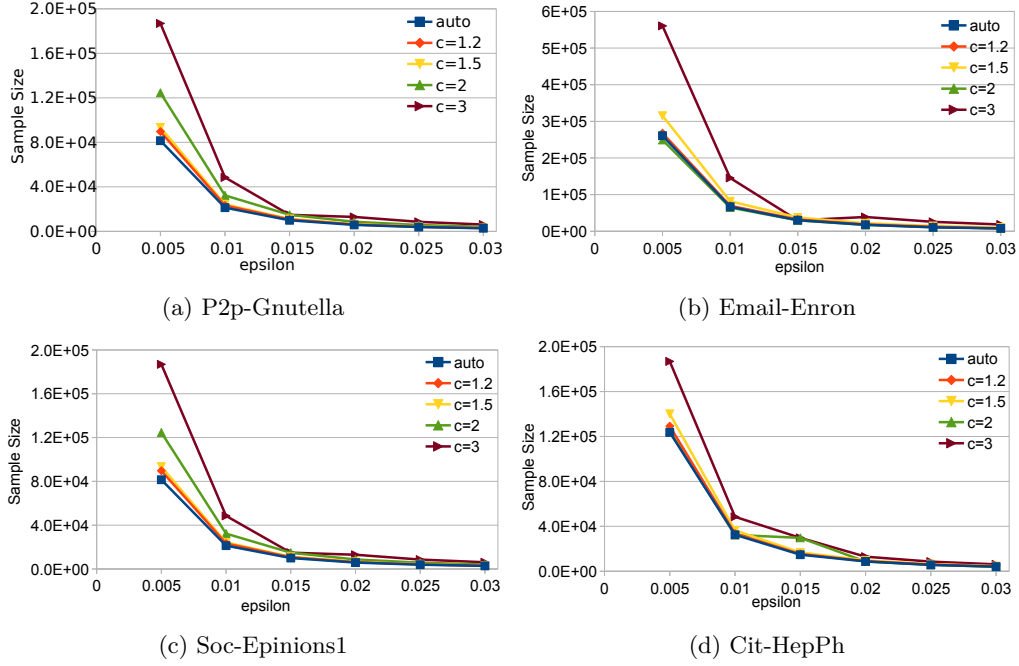 2.0E+05
1.6E+05
1.2E+05
8.0E+04
4.0E+04
0.0E+00
Sample Size
0 0.005 0.01 0.015 0.02 0.025 0.03
epsilon
auto
c=1.2
c=1.5
c=2
c=3
(a) P2p-Gnutella
6E+05
5E+05
4E+05
3E+05
2E+05
1E+05
0E+00
Sample Size
0 0.005 0.01 0.015 0.02 0.025 0.03
epsilon
auto
c=1.2
c=1.5
c=2
c=3
(b) Email-Enron
2.0E+05
1.6E+05
1.2E+05
8.0E+04
4.0E+04
0.0E+00
Sample Size
0 0.005 0.01 0.015 0.02 0.025 0.03
epsilon
auto
c=1.2
c=1.5
c=2
c=3
(c) Soc-Epinions1
2.0E+05
1.6E+05
1.2E+05
8.0E+04
4.0E+04
0.0E+00
Sample Size
0 0.005 0.01 0.015 0.02 0.025 0.03
epsilon
auto
c=1.2
c=1.5
c=2
c=3
(d) Cit-HepPh